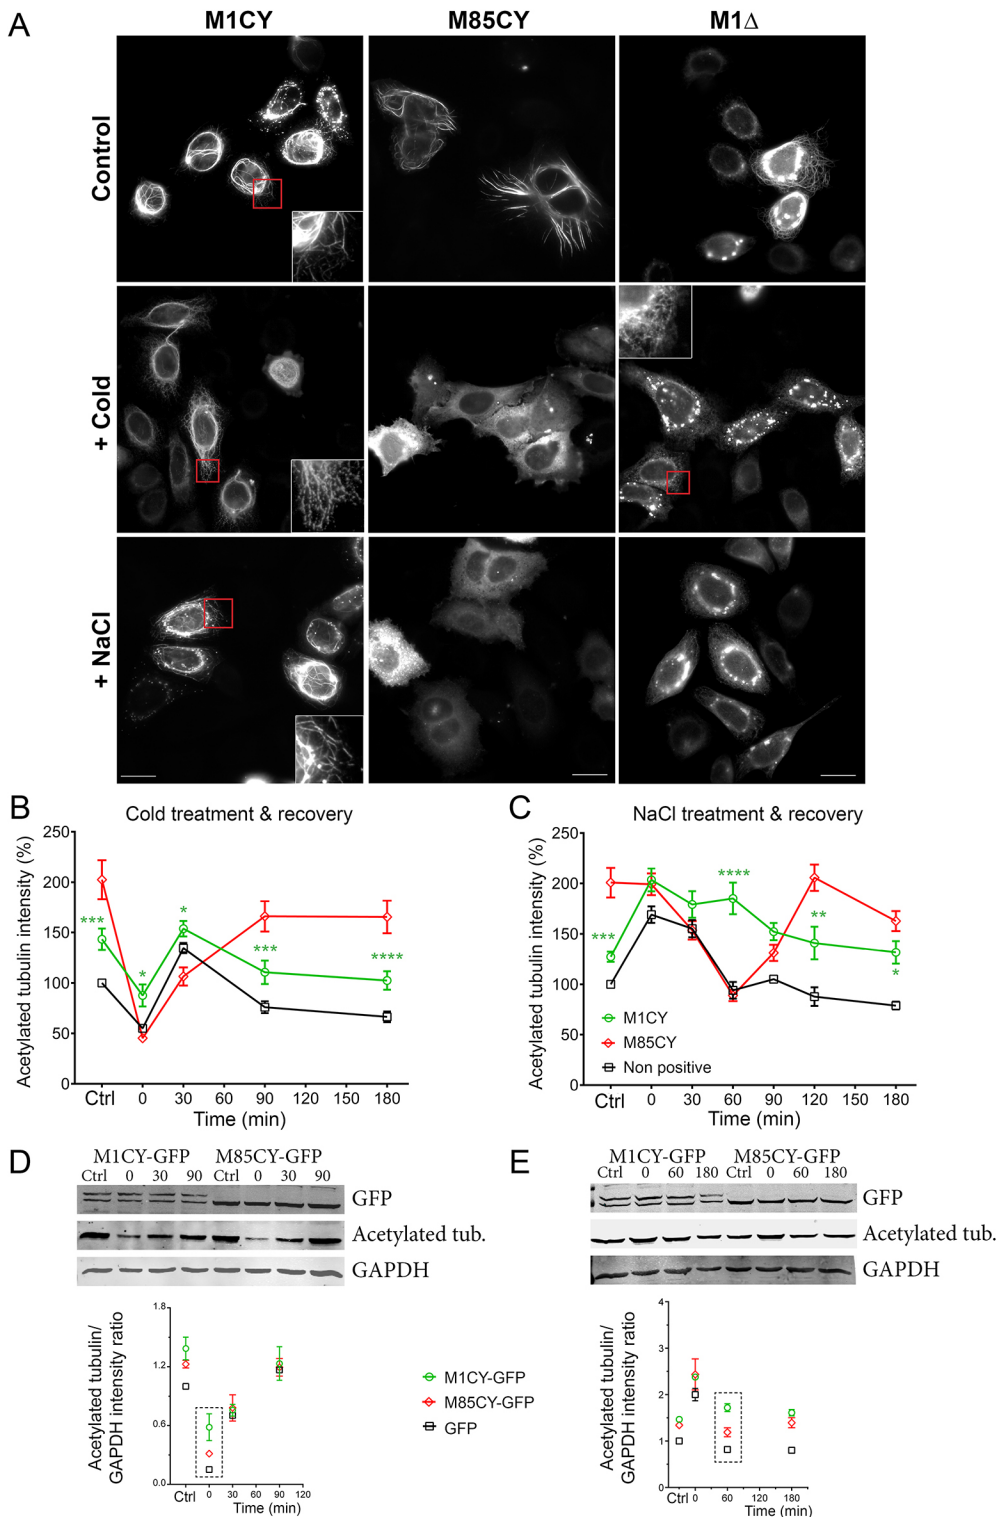 A
M1CY
M85CY
M1Δ
Control
+ Cold
+ NaCl
B
Cold treatment & recovery
Acetylated tubulin intensity (%)
250
200
150
100
50
0
***
*
*
***
****
Ctrl
0
30
60
90
120
150
180
Time (min)
C
NaCl treatment & recovery
Acetylated tubulin intensity (%)
250
200
150
100
50
0
***
****
**
*
M1CY
M85CY
Non positive
Ctrl
0
30
60
90
120
150
180
Time (min)
D
M1CY-GFP M85CY-GFP
Ctrl 0 30 90 Ctrl 0 30 90
GFP
Acetylated tub.
GAPDH
Acetylated tubulin/
GAPDH intensity ratio
1.8
1.2
0.6
0.0
Ctrl 0 30 60 90 120
Time (min)
M1CY-GFP
M85CY-GFP
GFP
E
M1CY-GFP M85CY-GFP
Ctrl 0 60 180 Ctrl 0 60 180
GFP
Acetylated tub.
GAPDH
Acetylated tubulin/
GAPDH intensity ratio
4
3
2
1
0
Ctrl 0 60 120 180
Time (min)